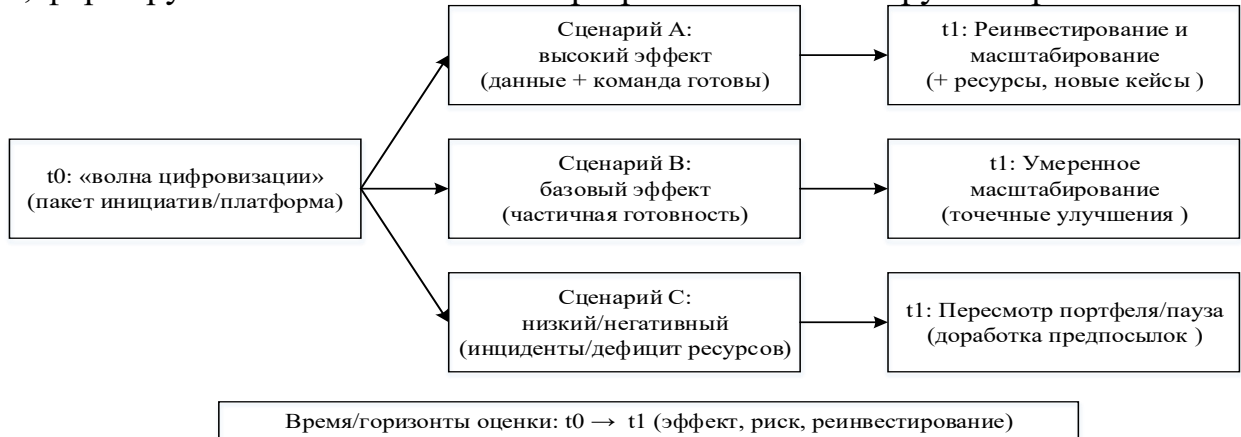 Сценарий A:
высокий эффект
(данные + команда готовы)
t1: Реинвестирование и
масштабирование
(+ ресурсы, новые кейсы )
t0: «волна цифровизации»
(пакет инициатив/платформа)
Сценарий B:
базовый эффект
(частичная готовность)
t1: Умеренное
масштабирование
(точечные улучшения )
Сценарий C:
низкий/негативный
(инциденты/дефицит ресурсов)
t1: Пересмотр портфеля/пауза
(доработка предпосылок )
Время/горизонты оценки: t0 → t1 (эффект, риск, реинвестирование)